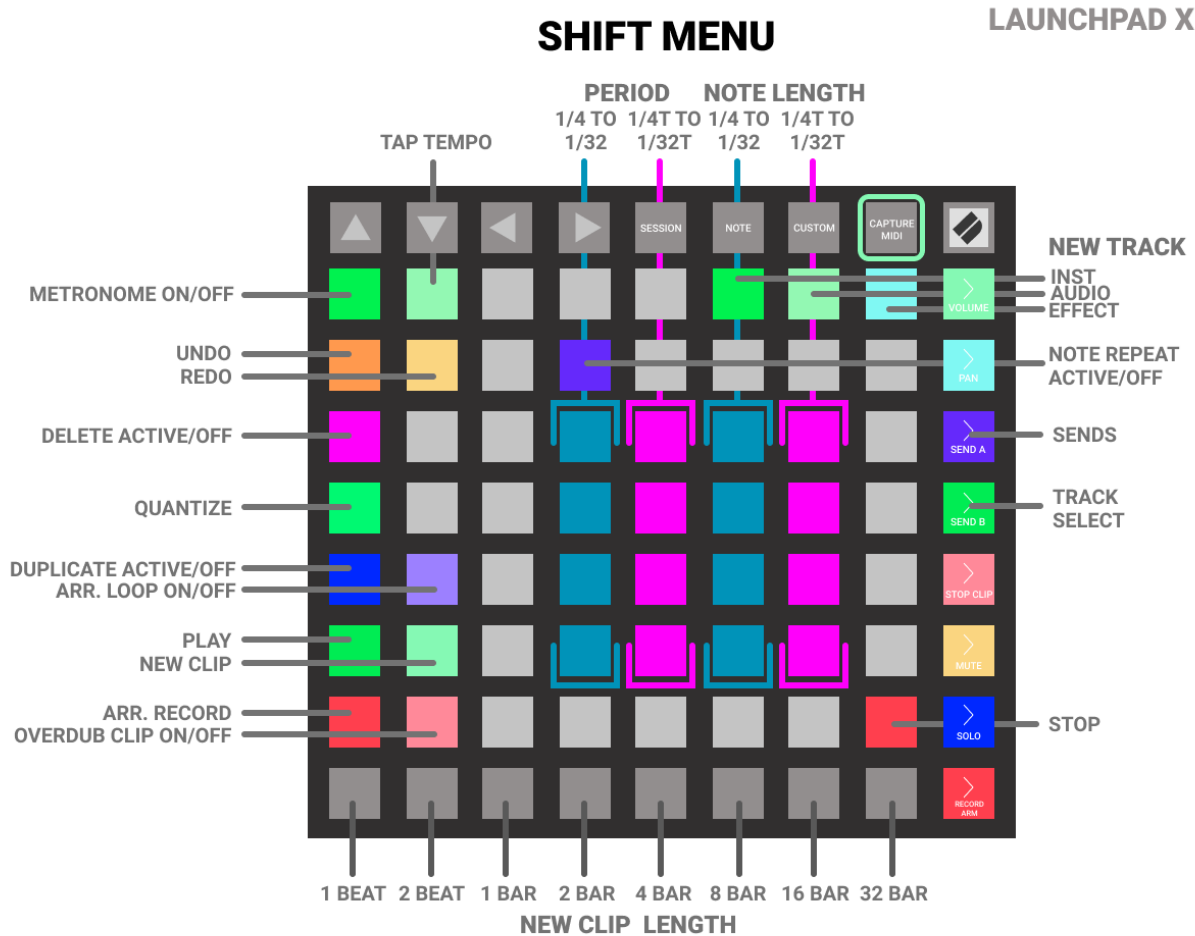 LAUNCHPAD X
SHIFT MENU
PERIOD
NOTE LENGTH
1/4 TO
1/32
1/4T TO
1/32T
1/4 TO
1/32
1/4T TO
1/32T
TAP TEMPO
SESSION
NOTE
CUSTOM
CAPTURE
MIDI
NEW TRACK
INST
AUDIO
EFFECT
METRONOME ON/OFF
VOLUME
UNDO
REDO
PAN
NOTE REPEAT
ACTIVE/OFF
DELETE ACTIVE/OFF
SEND A
SENDS
QUANTIZE
SEND B
TRACK
SELECT
DUPLICATE ACTIVE/OFF
ARR. LOOP ON/OFF
STOP CLIP
PLAY
NEW CLIP
MUTE
ARR. RECORD
OVERDUB CLIP ON/OFF
SOLO
STOP
RECORD
ARM
1 BEAT
2 BEAT
1 BAR
2 BAR
4 BAR
8 BAR
16 BAR
32 BAR
NEW CLIP LENGTH